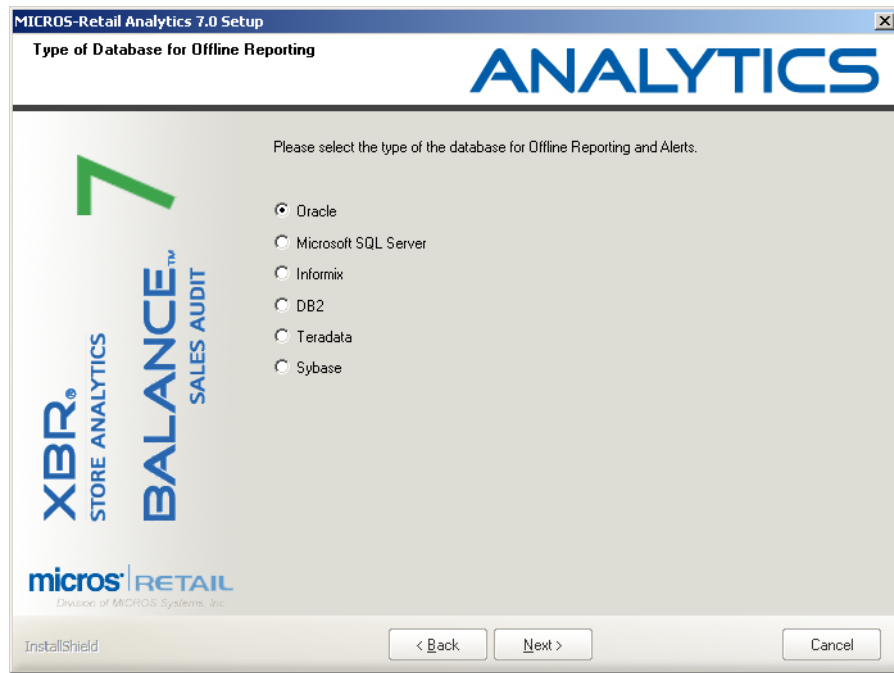 MICROS-Retail Analytics 7.0 Setup
Type of Database for Offline Reporting
ANALYTICS
Please select the type of the database for Offline Reporting and Alerts.
Oracle
Microsoft SQL Server
Informix
DB2
Teradata
Sybase
7
XBR®
STORE ANALYTICS
BALANCE™
SALES AUDIT
micros® RETAIL
Division of MICROS Systems, Inc.
InstallShield
< Back
Next >
Cancel